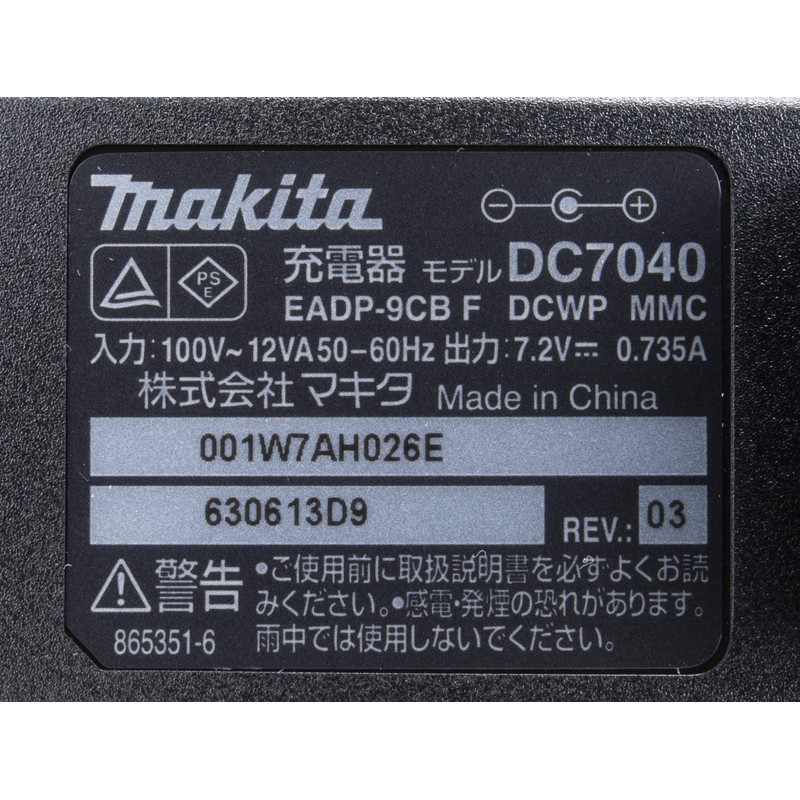 makita
充電器 モデル DC7040
PS
E
EADP-9CB F DCWP MMC
入力:100V~12VA50-60Hz 出力:7.2V⎓ 0.735A
株式会社 マキタ Made in China
001W7AH026E
630613D9 REV.: 03
警告 •ご使用前に取扱説明書を必ずよくお読
みください。•感電・発煙の恐れがあります。
865351-6 雨中では使用しないでください。